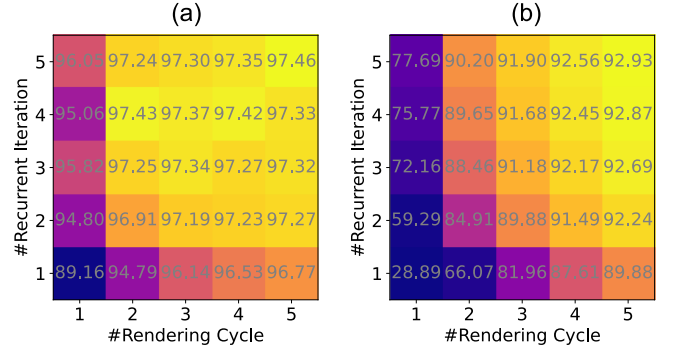 (a) (b)
#Recurrent Iteration
5 96.05 97.24 97.30 97.35 97.46
4 95.06 97.43 97.37 97.42 97.33
3 95.82 97.25 97.34 97.27 97.32
2 94.80 96.91 97.19 97.23 97.27
1 89.16 94.79 96.14 96.53 96.77
1 2 3 4 5
#Rendering Cycle
#Recurrent Iteration
5 77.69 90.20 91.90 92.56 92.93
4 75.77 89.65 91.68 92.45 92.87
3 72.16 88.46 91.18 92.17 92.69
2 59.29 84.91 89.88 91.49 92.24
1 28.89 66.07 81.96 87.61 89.88
1 2 3 4 5
#Rendering Cycle